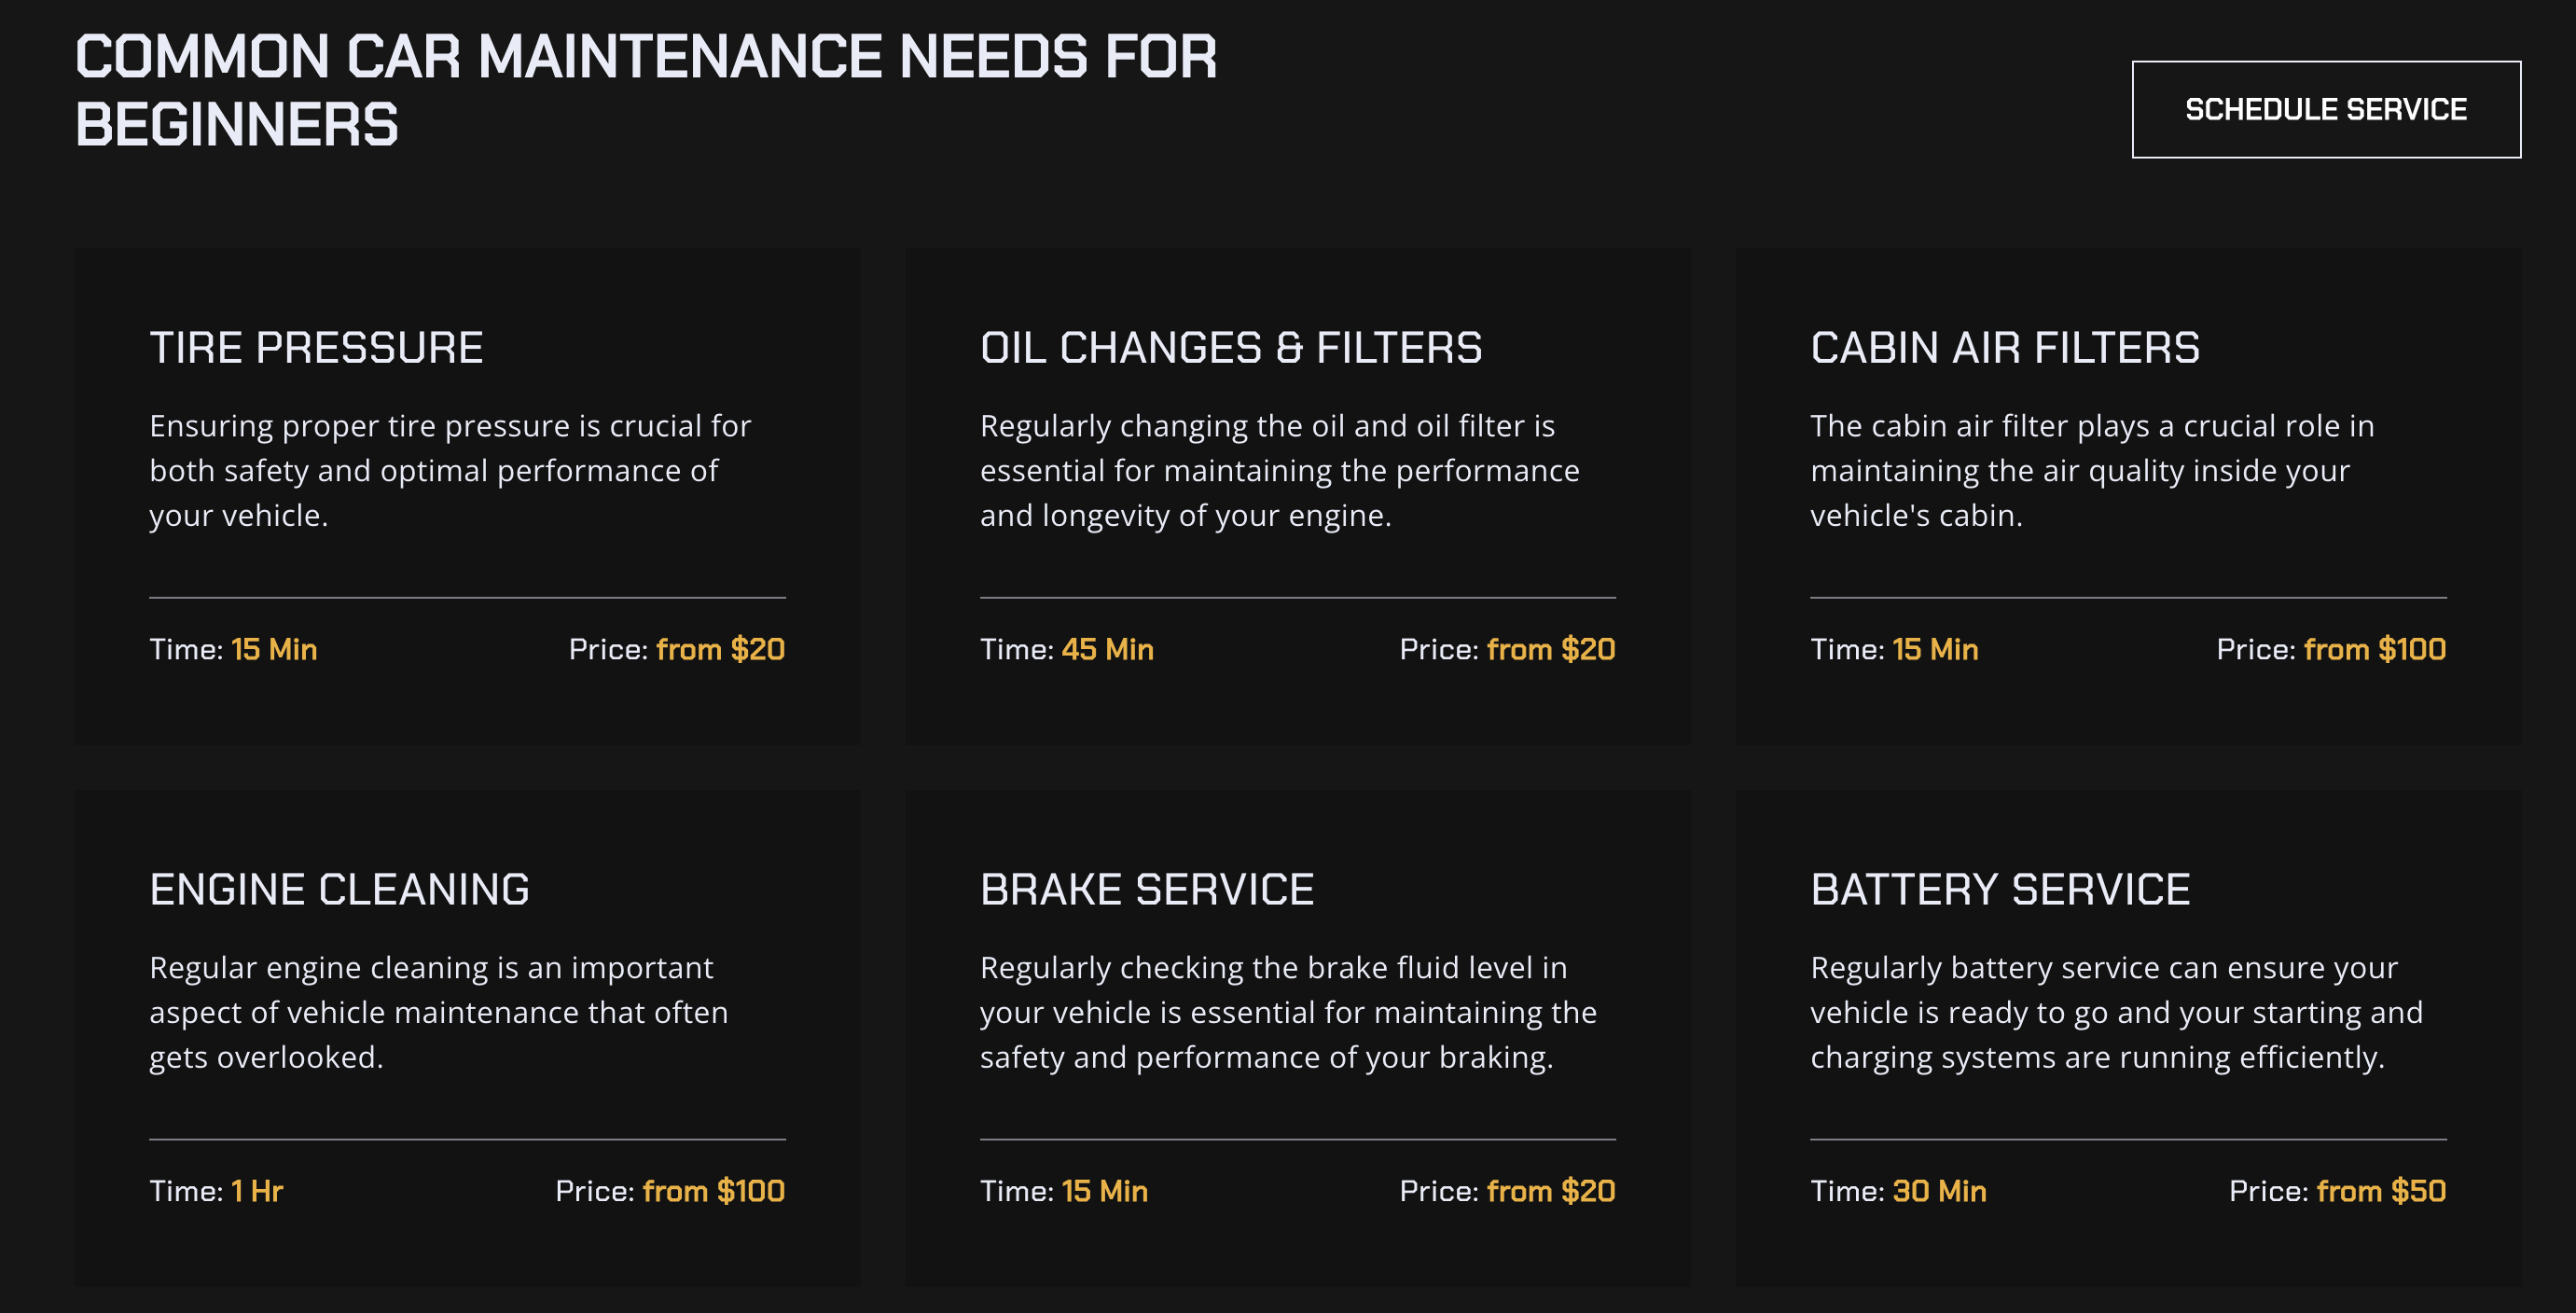 COMMON CAR MAINTENANCE NEEDS FOR
BEGINNERS
SCHEDULE SERVICE
TIRE PRESSURE
Ensuring proper tire pressure is crucial for
both safety and optimal performance of
your vehicle.
Time: 15 Min
Price: from $20
OIL CHANGES & FILTERS
Regularly changing the oil and oil filter is
essential for maintaining the performance
and longevity of your engine.
Time: 45 Min
Price: from $20
CABIN AIR FILTERS
The cabin air filter plays a crucial role in
maintaining the air quality inside your
vehicle's cabin.
Time: 15 Min
Price: from $100
ENGINE CLEANING
Regular engine cleaning is an important
aspect of vehicle maintenance that often
gets overlooked.
Time: 1 Hr
Price: from $100
BRAKE SERVICE
Regularly checking the brake fluid level in
your vehicle is essential for maintaining the
safety and performance of your braking.
Time: 15 Min
Price: from $20
BATTERY SERVICE
Regularly battery service can ensure your
vehicle is ready to go and your starting and
charging systems are running efficiently.
Time: 30 Min
Price: from $50